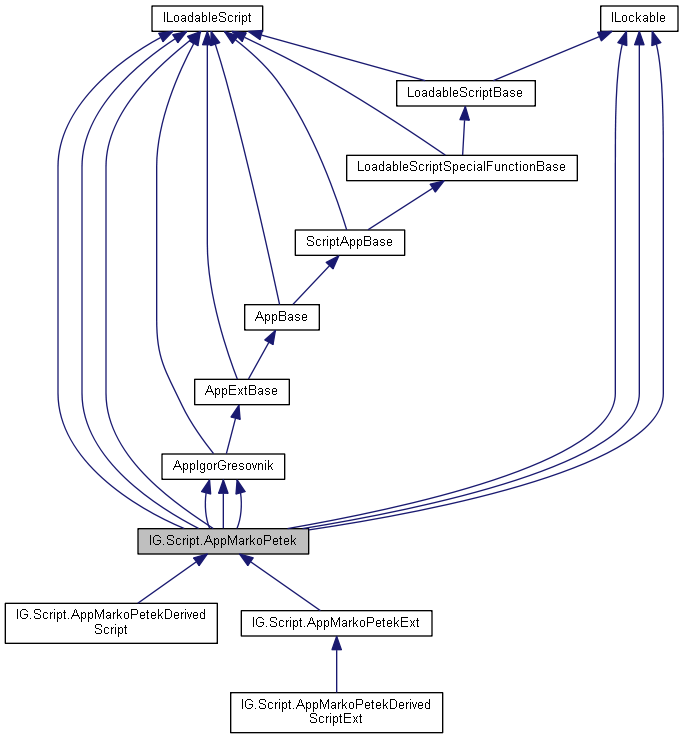 ILoadableScript
ILockable
LoadableScriptBase
LoadableScriptSpecialFunctionBase
ScriptAppBase
AppBase
AppExtBase
AppIgorGresovnik
IG.Script.AppMarkoPetek
IG.Script.AppMarkoPetekDerived
Script
IG.Script.AppMarkoPetekExt
IG.Script.AppMarkoPetekDerived
ScriptExt